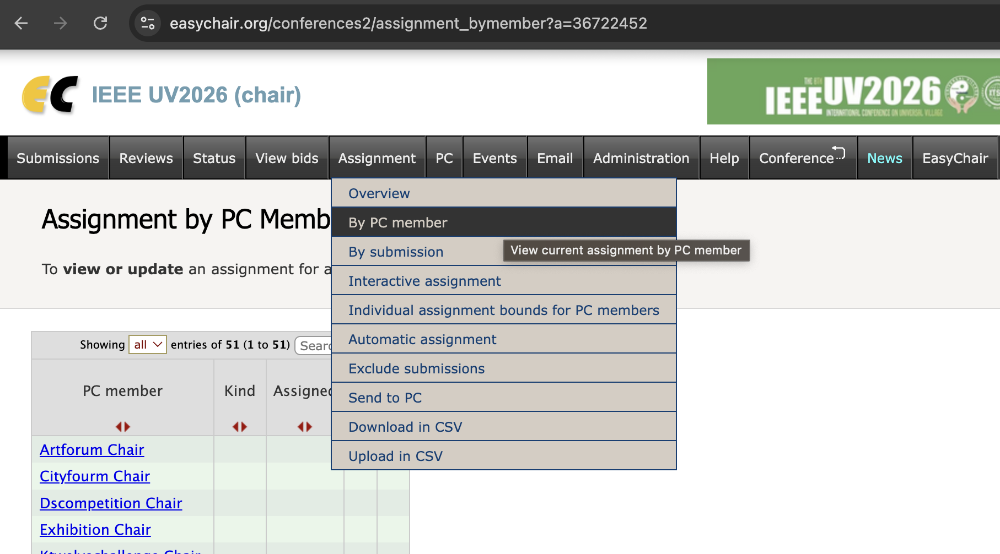 easychair.org/conferences2/assignment_bymember?a=36722452
EC
IEEE UV2026 (chair)
THE 8TH
IEEE UV2026
INTERNATIONAL CONFERENCE ON UNIVERSAL VILLAGE
ITS
Submissions Reviews Status View bids Assignment PC Events Email Administration Help Conference News EasyChair
Assignment by PC Memb
To view or update an assignment for a
Overview
By PC member
View current assignment by PC member
By submission
Interactive assignment
Individual assignment bounds for PC members
Automatic assignment
Exclude submissions
Send to PC
Download in CSV
Upload in CSV
Showing all entries of 51 (1 to 51) Searc
PC member Kind Assigned
Artforum Chair
Cityfourm Chair
Dscompetition Chair
Exhibition Chair
Ktwelvechallenge Chair